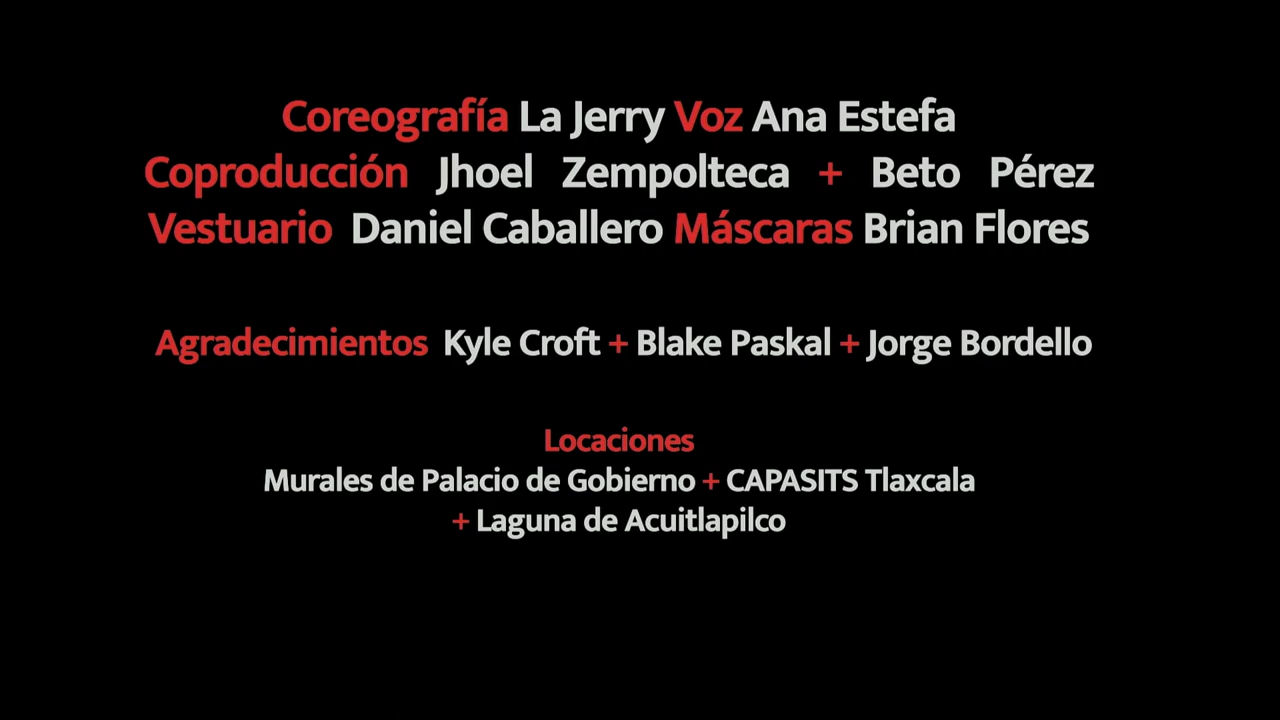 Coreografía La Jerry Voz Ana Estefa
Coproducción Jhoel Zempolteca + Beto Pérez
Vestuario Daniel Caballero Máscaras Brian Flores
Agradecimientos Kyle Croft + Blake Paskal + Jorge Bordello
Locaciones
Murales de Palacio de Gobierno + CAPASITS Tlaxcala
+ Laguna de Acuitlapilco